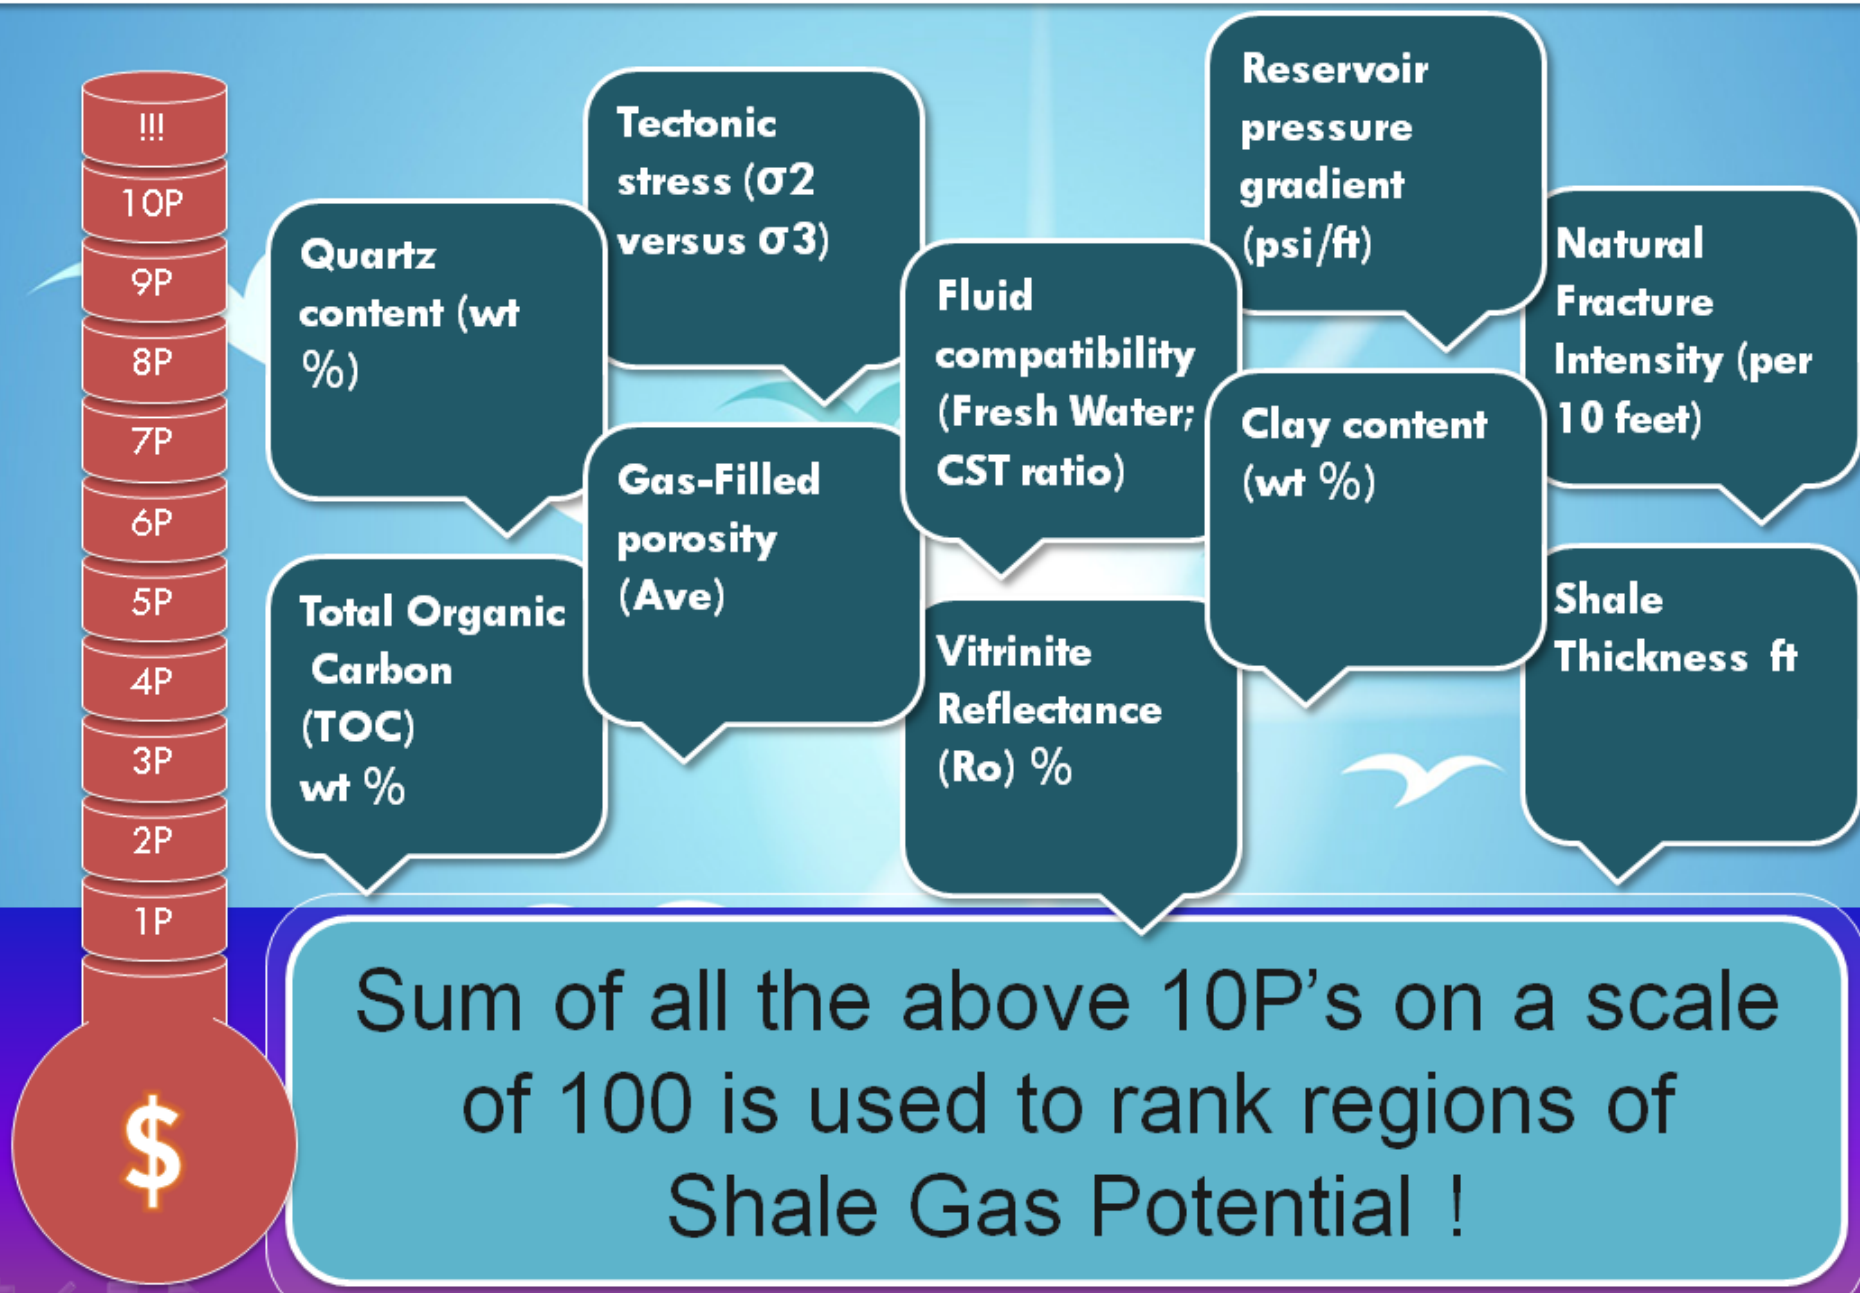 !!!
10P
9P
8P
7P
6P
5P
4P
3P
2P
1P
$
Quartz
content (wt
%)
Tectonic
stress (σ2
versus σ3)
Fluid
compatibility
(Fresh Water;
CST ratio)
Reservoir
pressure
gradient
(psi/ft)
Natural
Fracture
Intensity (per
10 feet)
Total Organic
Carbon
(TOC)
wt %
Gas-Filled
porosity
(Ave)
Vitrinite
Reflectance
(Ro) %
Clay content
(wt %)
Shale
Thickness ft
Sum of all the above 10P's on a scale
of 100 is used to rank regions of
Shale Gas Potential !